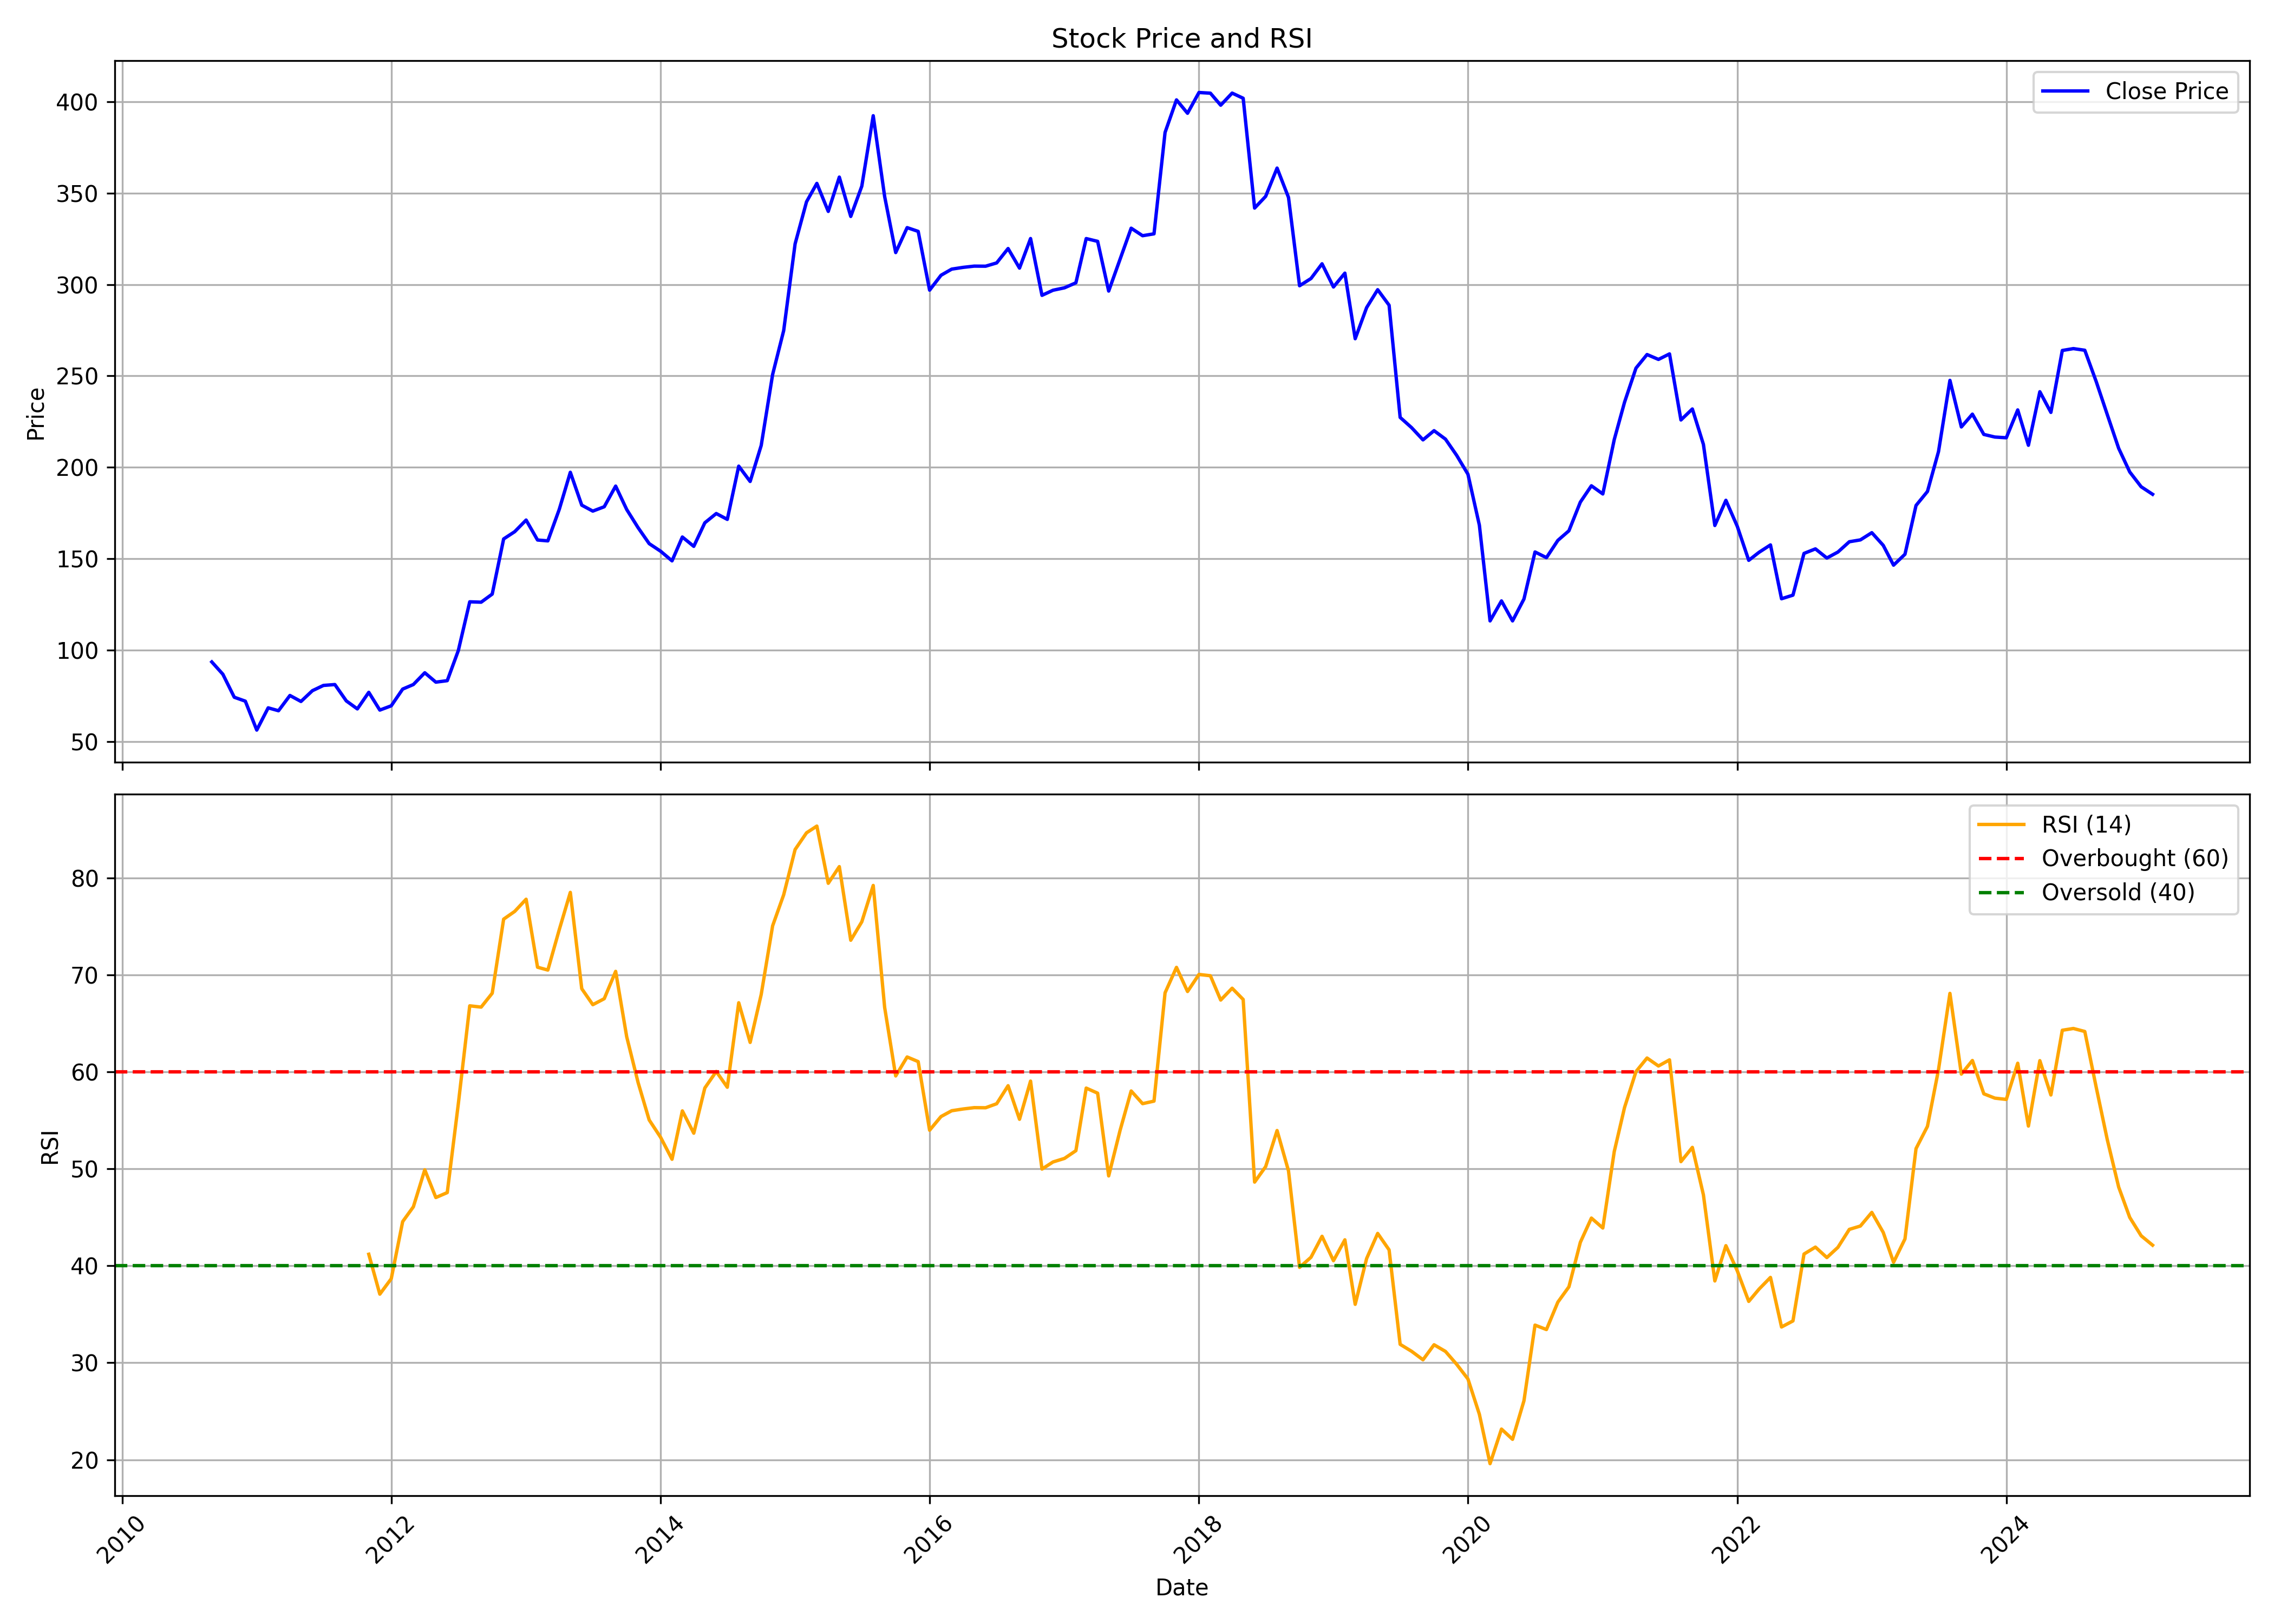 Stock Price and RSI
Close Price
400
350
300
250
200
150
100
50
Price
RSI (14)
Overbought (60)
Oversold (40)
80
70
60
50
40
30
20
RSI
2010
2012
2014
2016
2018
2020
2022
2024
Date